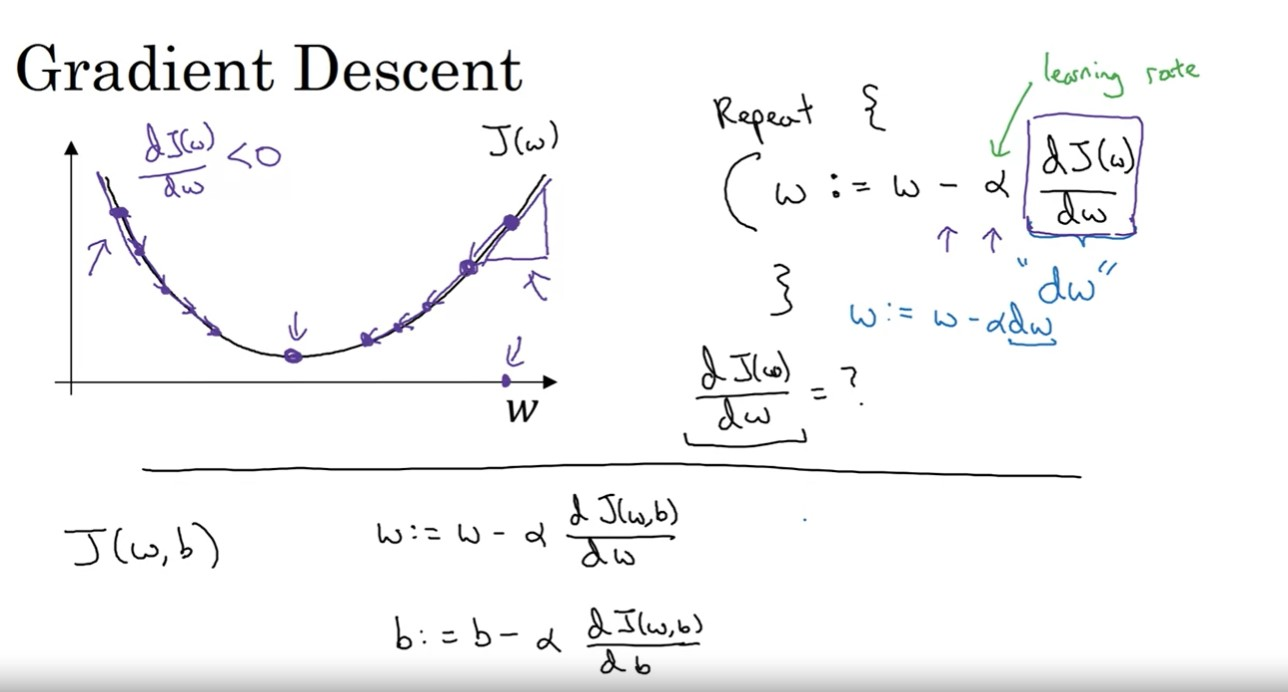 Gradient Descent
dJ(w)/dw <0
J(w)
w
learning rate
Repeat {
w := w - α dJ(w)/dw
"dw"
}
w := w - αdw
dJ(w)/dw = ?
J(w,b)
w := w - α dJ(w,b)/dw
b := b - α dJ(w,b)/db